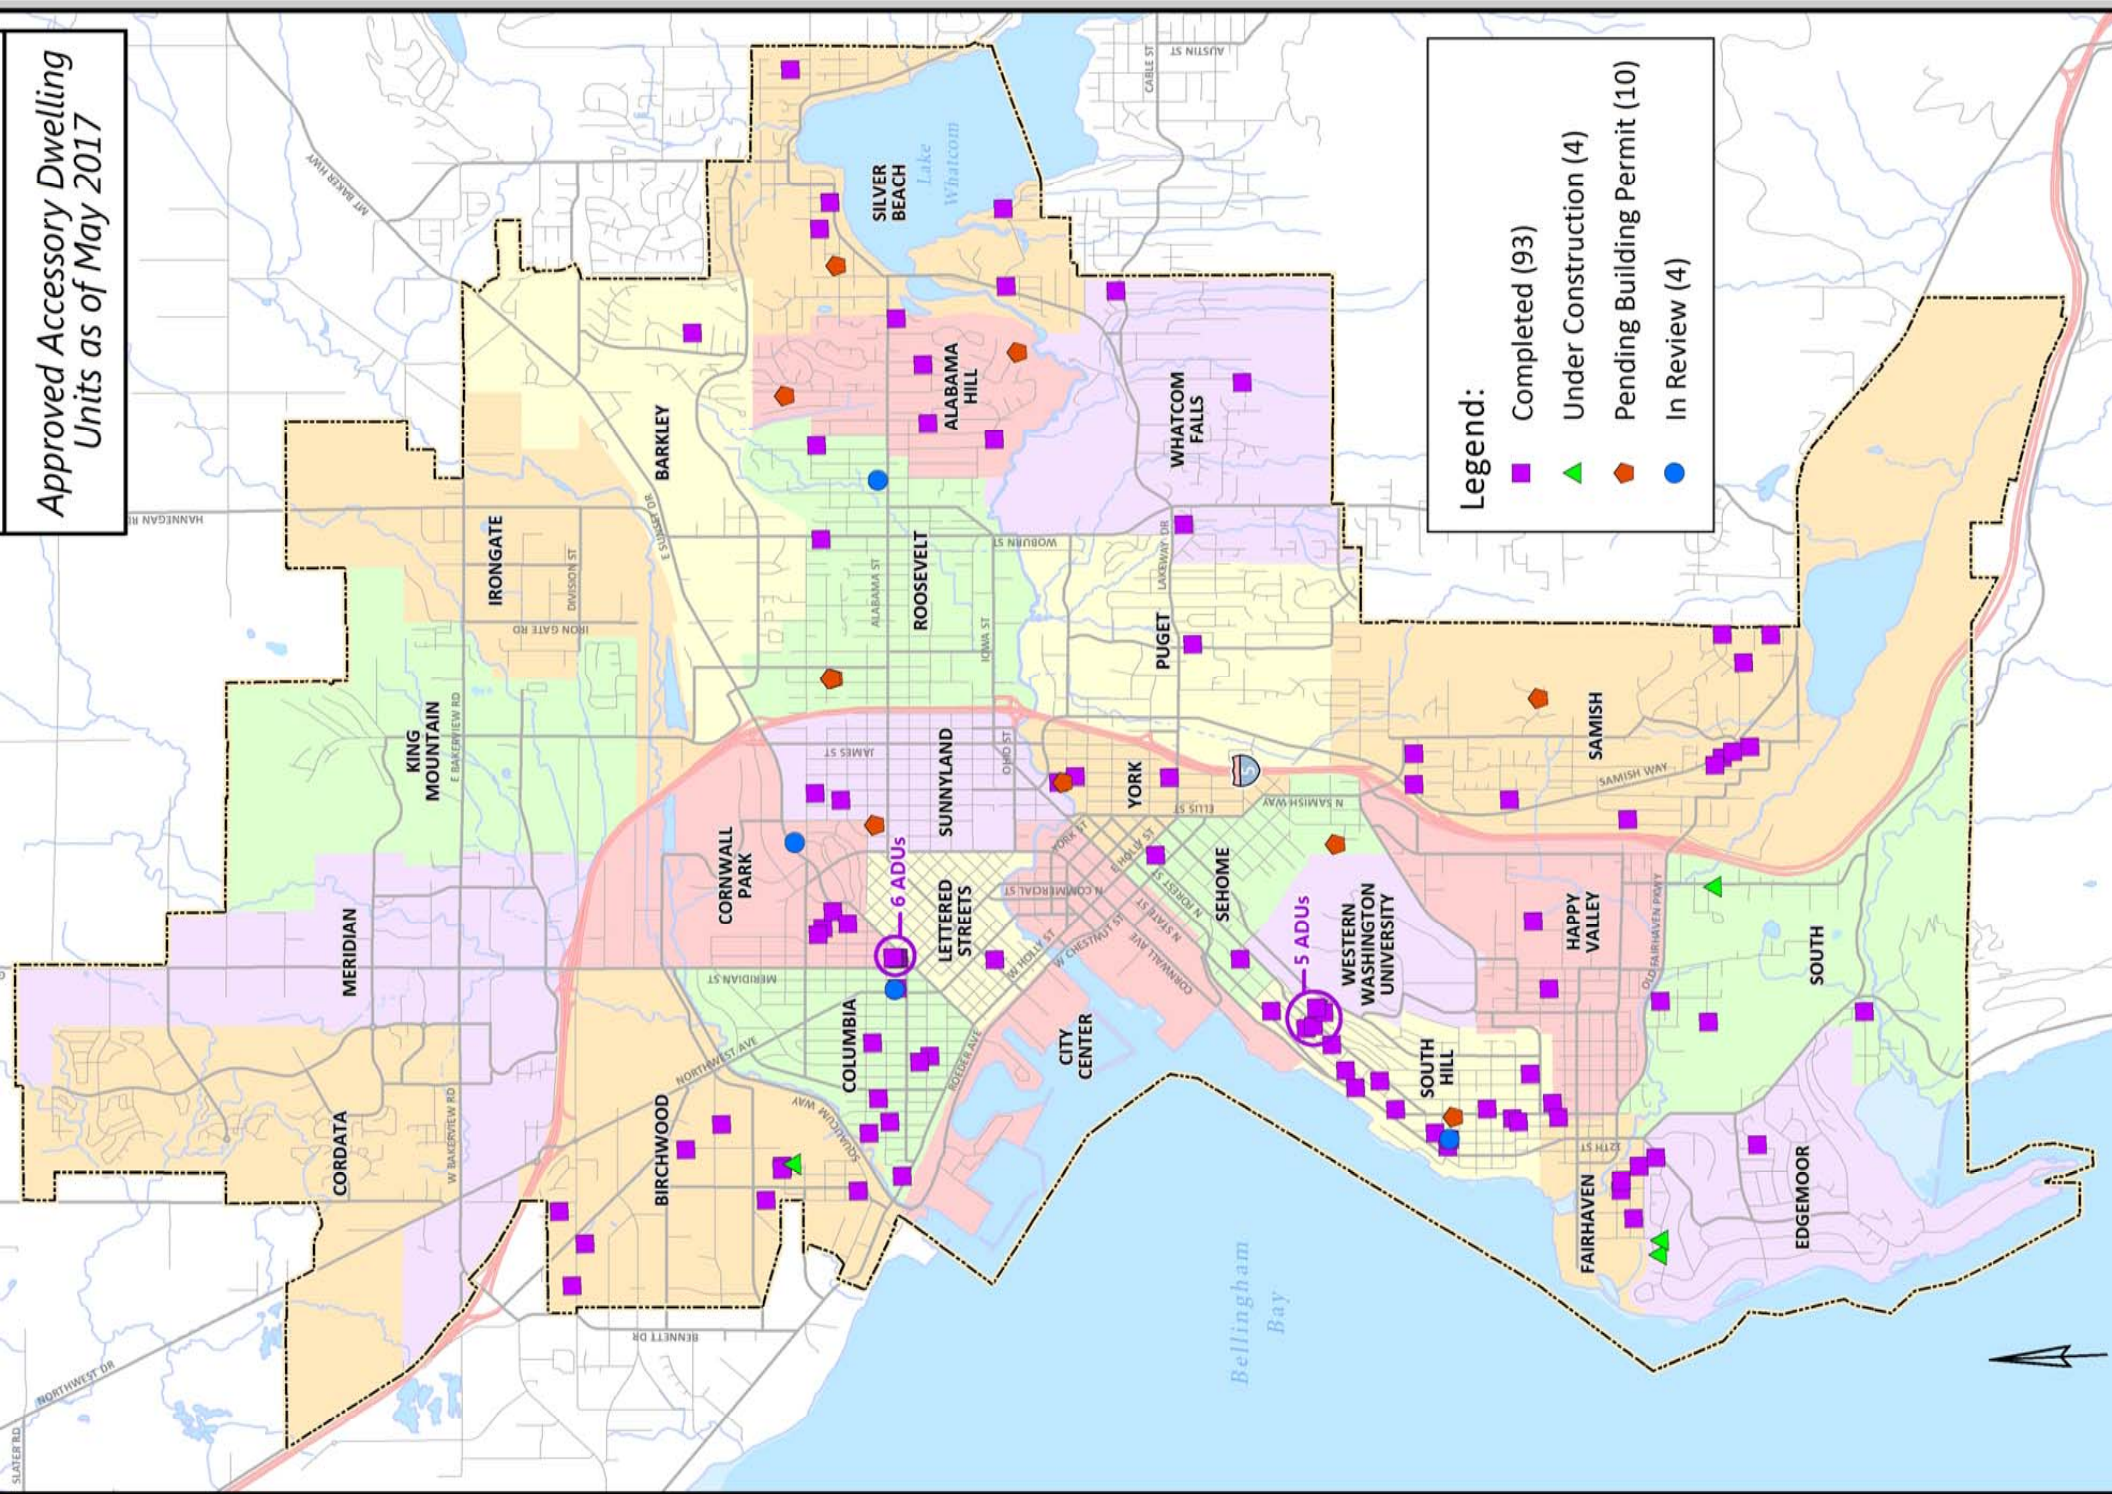 Approved Accessory Dwelling
Units as of May 2017
Legend:
Completed (93)
Under Construction (4)
Pending Building Permit (10)
In Review (4)
CORDATA
MERIDIAN
KING
MOUNTAIN
IRONGATE
BARKLEY
BIRCHWOOD
CORNWALL
PARK
COLUMBIA
LETTERED
STREETS
SUNNYLAND
ROOSEVELT
ALABAMA
HILL
SILVER
BEACH
Lake
Whatcom
WHATCOM
FALLS
PUGET
YORK
CITY
CENTER
SEHOME
WESTERN
WASHINGTON
UNIVERSITY
SOUTH
HILL
HAPPY
VALLEY
SAMISH
SOUTH
FAIRHAVEN
EDGEMOOR
Bellingham
Bay
6 ADUs
5 ADUs
5
SLATER RD
NORTHWEST DR
W BAKERVIEW RD
E BAKERVIEW RD
HANNEGAN RD
MT BAKER HWY
DIVISION ST
IRON GATE RD
E SUNSET DR
BENNETT DR
NORTHWEST AVE
SQUALICUM WAY
MERIDIAN ST
JAMES ST
ALABAMA ST
IOWA ST
OHIO ST
WOBURN ST
LAKEWAY DR
CABLE ST
AUSTIN ST
ROEDER AVE
W HOLLY ST
W CHESTNUT ST
N COMMERCIAL ST
YORK ST
E HOLLY ST
ELLIS ST
N FOREST ST
N STATE ST
CORNWALL AVE
N SAMISH WAY
SAMISH WAY
OLD FAIRHAVEN PKWY
12TH ST